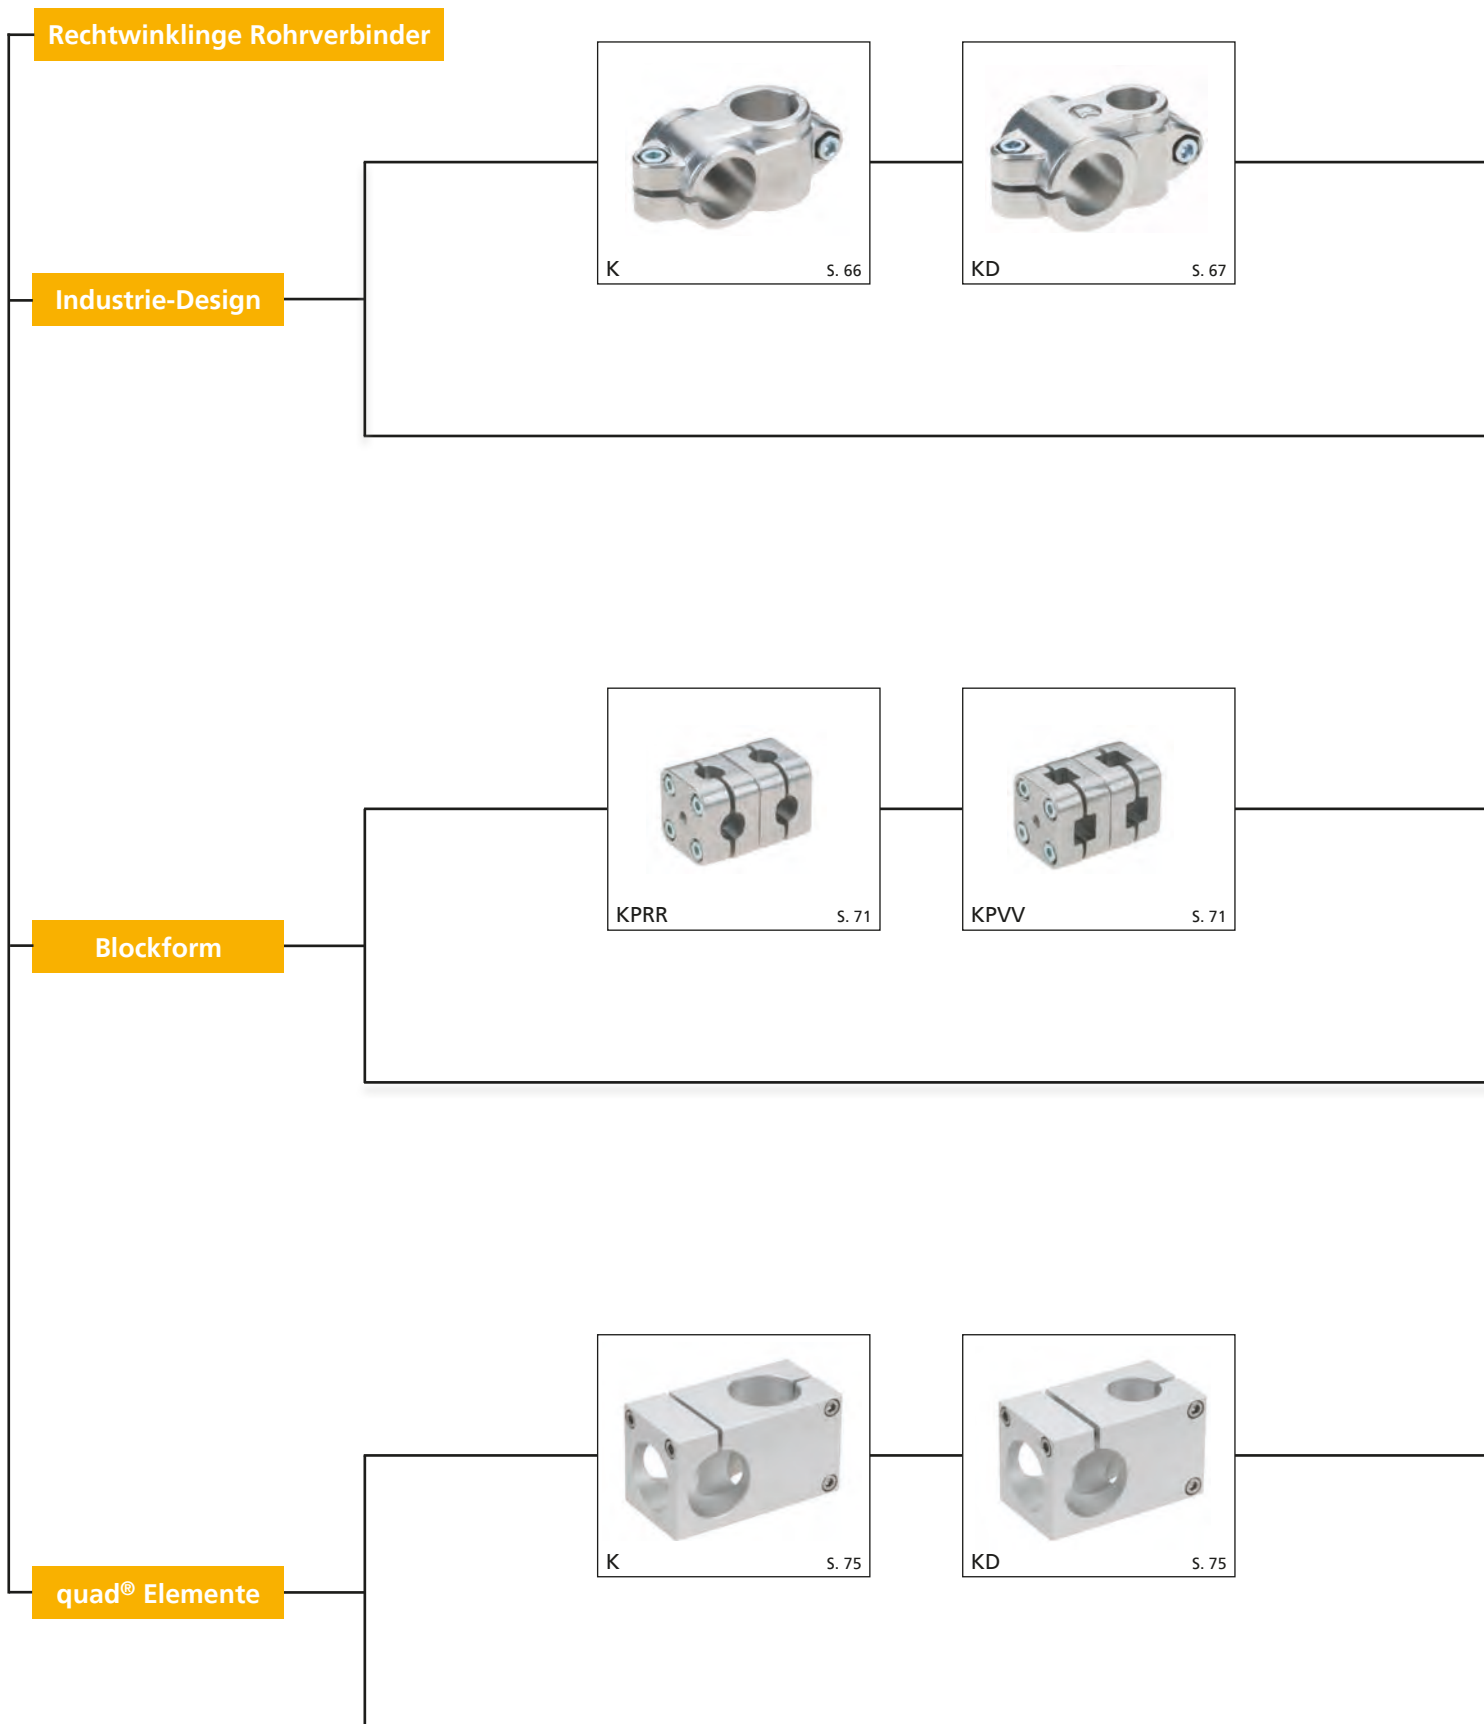 Rechtwinklinge Rohrverbinder
K S. 66
KD S. 67
Industrie-Design
KPRR S. 71
KPVV S. 71
Blockform
K S. 75
KD S. 75
quad® Elemente